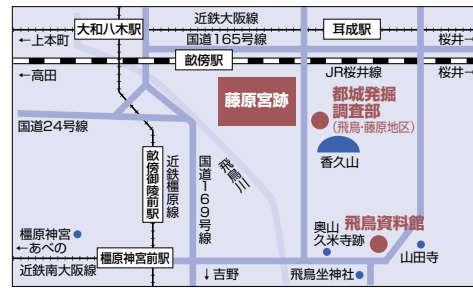 近鉄大阪線
大和八木駅
耳成駅
←上本町
国道165号線
桜井→
畝傍駅
←高田
JR桜井線
桜井→
藤原宮跡
都城発掘
調査部
(飛鳥・藤原地区)
国道24号線
香久山
畝傍御陵前駅
近鉄橿原線
国道169号線
飛鳥川
橿原神宮
←あべの
奥山
久米寺跡
飛鳥資料館
山田寺
橿原神宮前駅
近鉄南大阪線
↓吉野
飛鳥坐神社